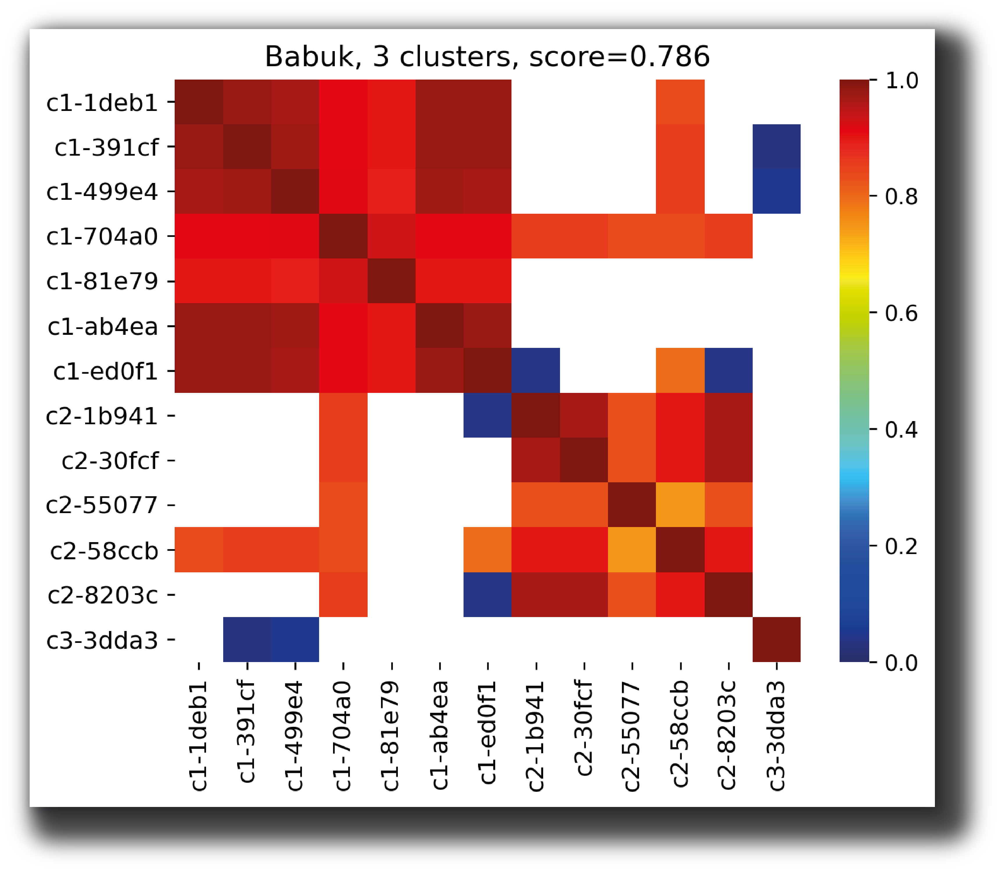 Babuk, 3 clusters, score=0.786
c1-1deb1
c1-391cf
c1-499e4
c1-704a0
c1-81e79
c1-ab4ea
c1-ed0f1
c2-1b941
c2-30fcf
c2-55077
c2-58ccb
c2-8203c
c3-3dda3
c1-1deb1
c1-391cf
c1-499e4
c1-704a0
c1-81e79
c1-ab4ea
c1-ed0f1
c2-1b941
c2-30fcf
c2-55077
c2-58ccb
c2-8203c
c3-3dda3
1.0
0.8
0.6
0.4
0.2
0.0